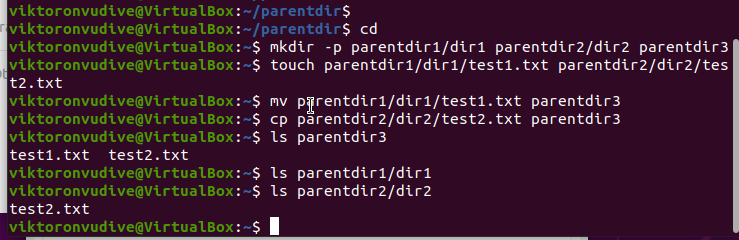 viktoronvudive@VirtualBox:~/parentdir$
viktoronvudive@VirtualBox:~/parentdir$ cd
viktoronvudive@VirtualBox:~$ mkdir -p parentdir1/dir1 parentdir2/dir2 parentdir3
viktoronvudive@VirtualBox:~$ touch parentdir1/dir1/test1.txt parentdir2/dir2/tes
t2.txt
viktoronvudive@VirtualBox:~$ mv parentdir1/dir1/test1.txt parentdir3
viktoronvudive@VirtualBox:~$ cp parentdir2/dir2/test2.txt parentdir3
viktoronvudive@VirtualBox:~$ ls parentdir3
test1.txt  test2.txt
viktoronvudive@VirtualBox:~$ ls parentdir1/dir1
viktoronvudive@VirtualBox:~$ ls parentdir2/dir2
test2.txt
viktoronvudive@VirtualBox:~$